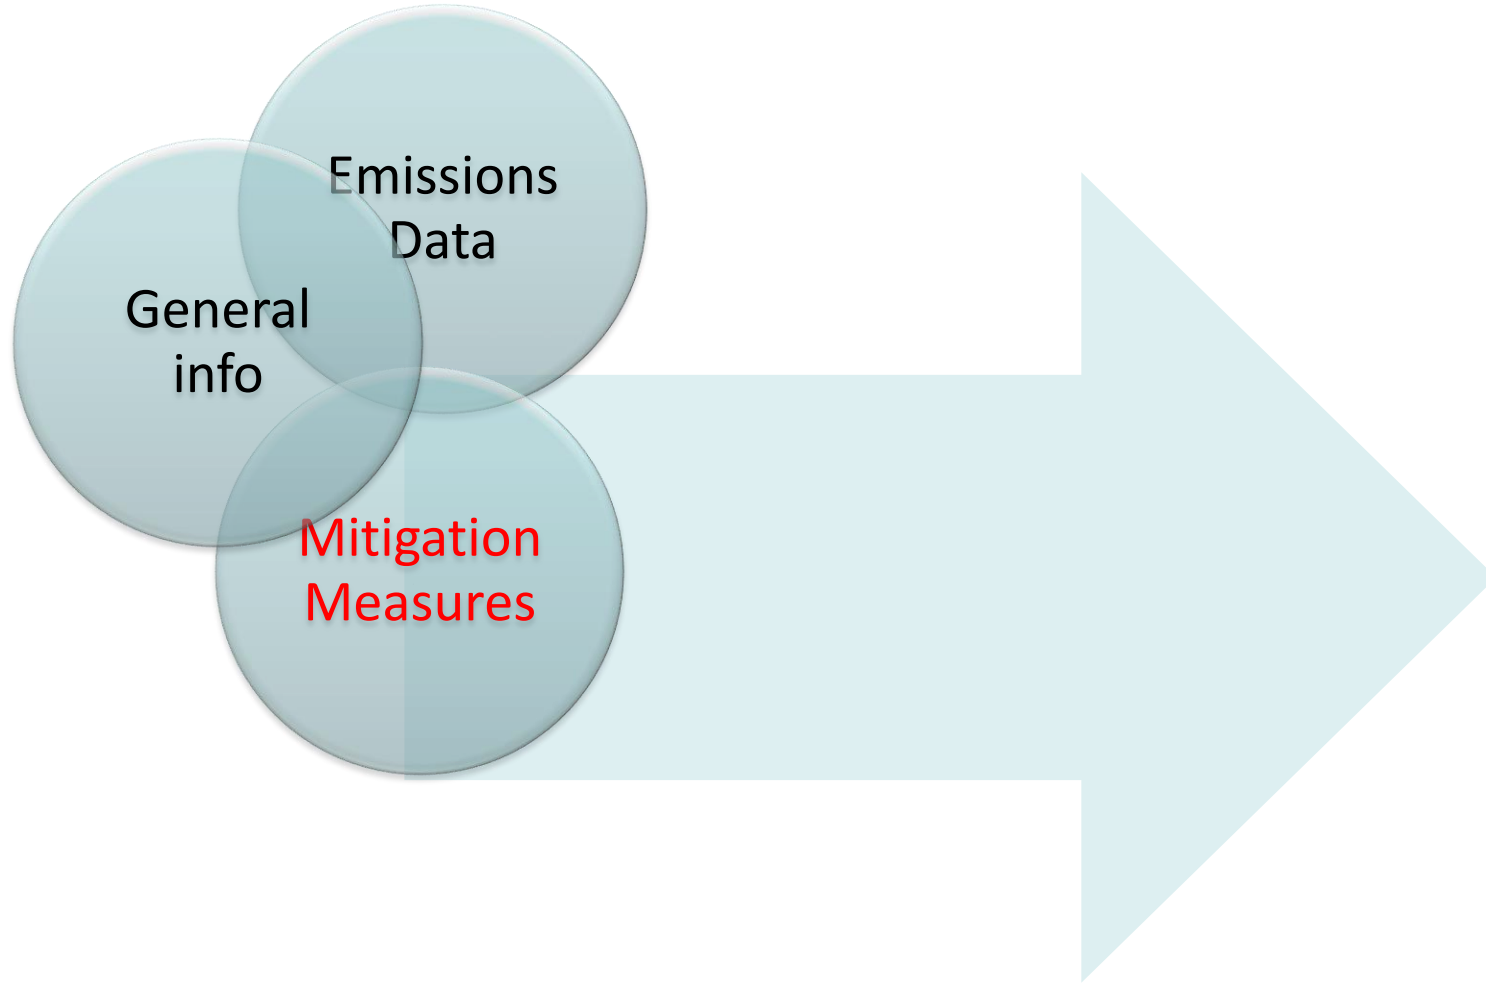 Emissions
Data
General
info
Mitigation
Measures